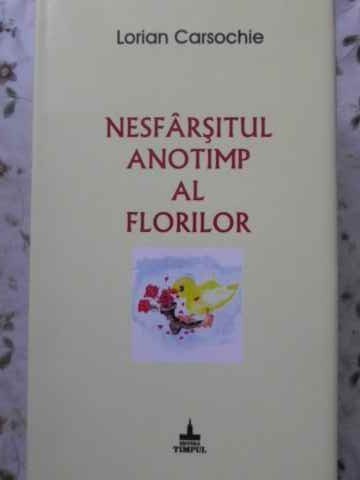 Lorian Carsochie
NESFÂRŞITUL
ANOTIMP
AL
FLORILOR
EDITURA
TIMPUL